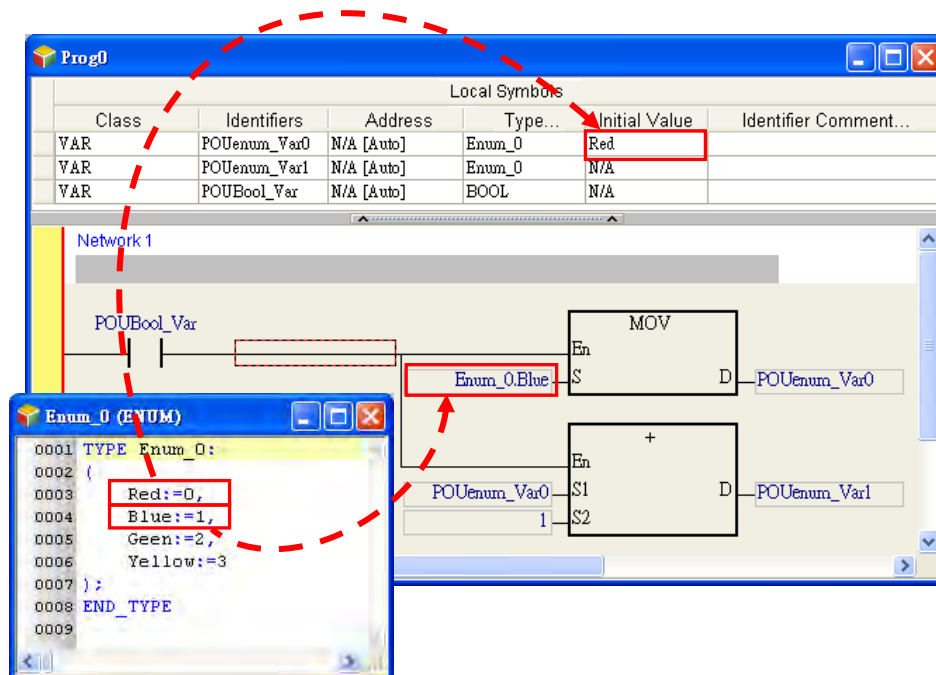 Prog0
Local Symbols
Class Identifiers Address Type... Initial Value Identifier Comment...
VAR POUenum_Var0 N/A [Auto] Enum_0 Red
VAR POUenum_Var1 N/A [Auto] Enum_0 N/A
VAR POUBool_Var N/A [Auto] BOOL N/A
Network 1
POUBool_Var
MOV
En
Enum_0.Blue S D POUenum_Var0
+
En
POUenum_Var0 S1 D POUenum_Var1
1 S2
Enum_0 (ENUM)
0001 TYPE Enum_0:
0002 (
0003 Red:=0,
0004 Blue:=1,
0005 Geen:=2,
0006 Yellow:=3
0007 );
0008 END_TYPE
0009